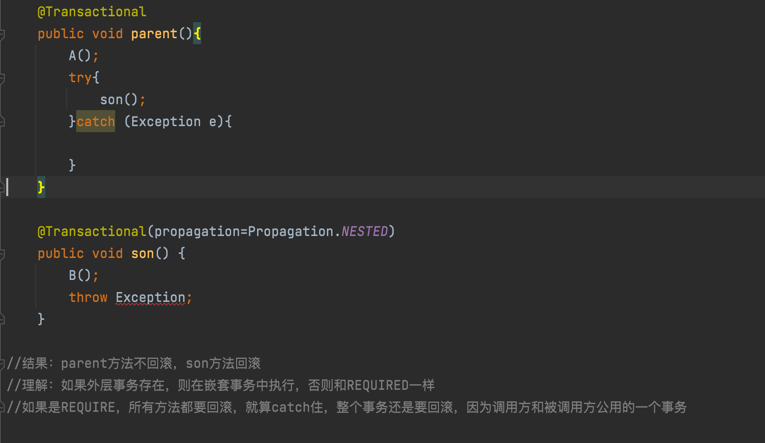 @Transactional
public void parent(){
A();
try{
son();
}catch (Exception e){
}
}
@Transactional(propagation=Propagation.NESTED)
public void son() {
B();
throw Exception;
}
//结果：parent方法不回滚，son方法回滚
//理解：如果外层事务存在，则在嵌套事务中执行，否则和REQUIRED一样
//如果是REQUIRE，所有方法都要回滚，就算catch住，整个事务还是要回滚，因为调用方和被调用方公用的一个事务